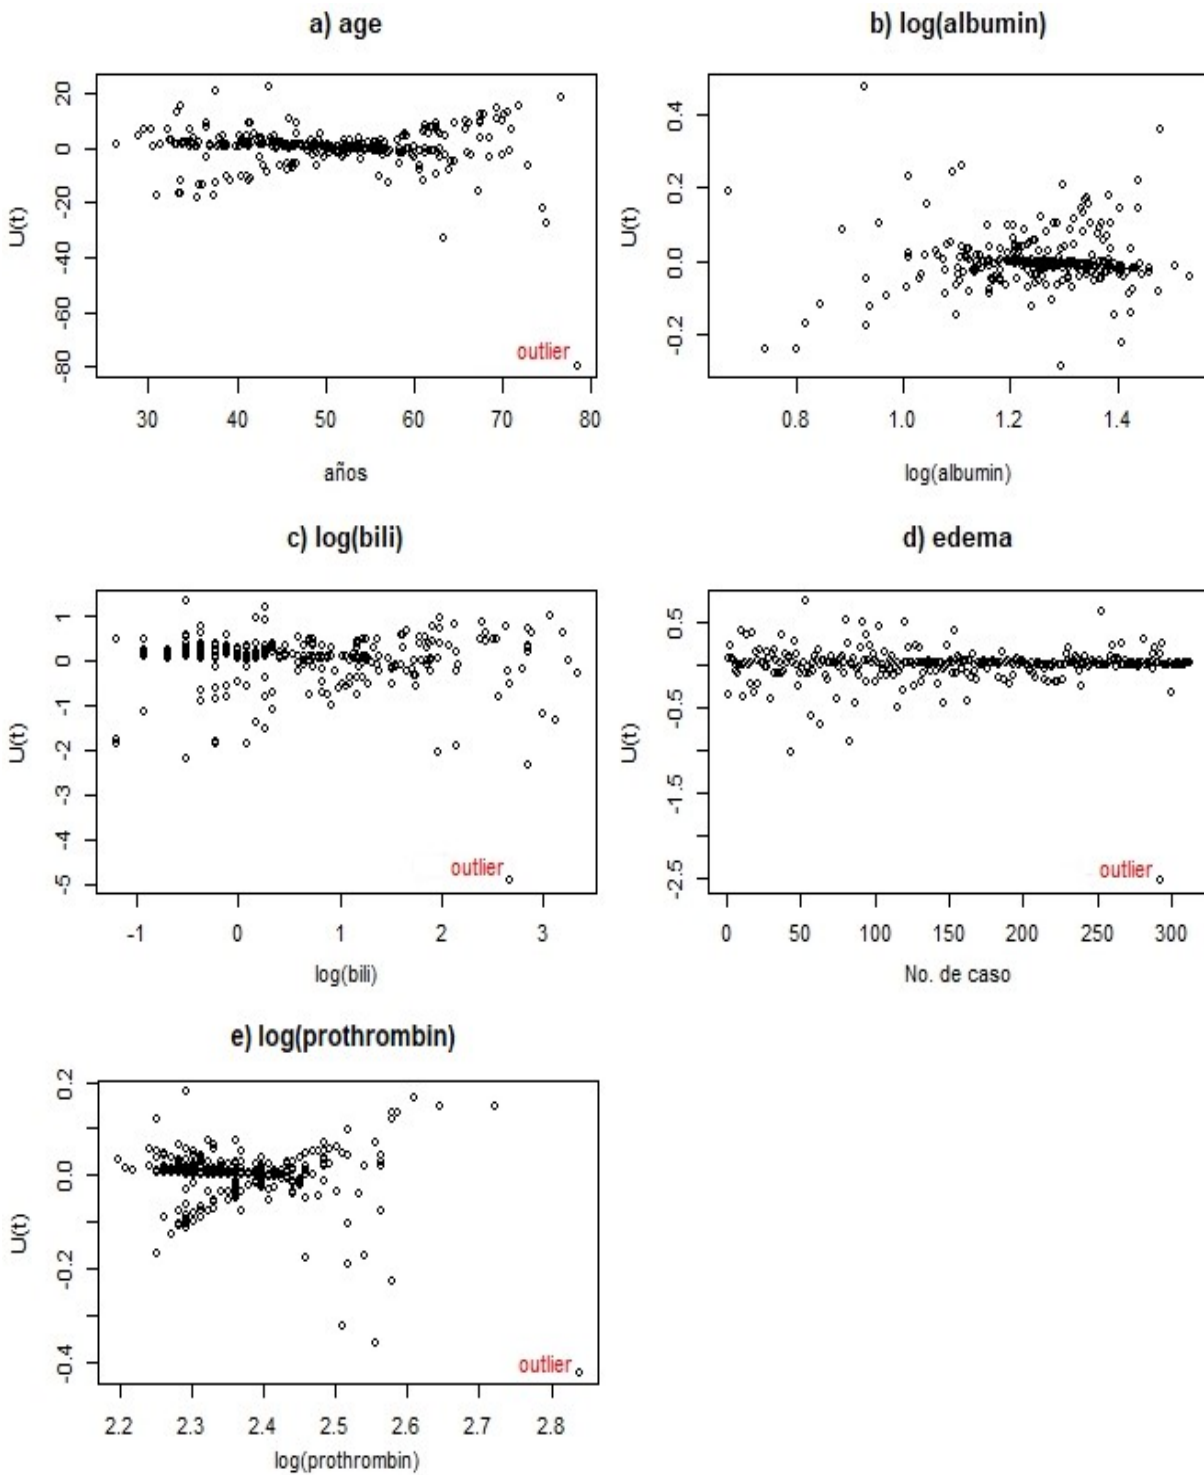 a) age
U(t)
20
0
-20
-40
-60
-80
outlier
30 40 50 60 70 80
años
b) log(albumin)
U(t)
0.4
0.2
0.0
-0.2
0.8 1.0 1.2 1.4
log(albumin)
c) log(bili)
U(t)
1
0
-1
-2
-3
-4
-5
outlier
-1 0 1 2 3
log(bili)
d) edema
U(t)
0.5
-0.5
-1.5
-2.5
outlier
0 50 100 150 200 250 300
No. de caso
e) log(prothrombin)
U(t)
0.2
0.0
-0.2
-0.4
outlier
2.2 2.3 2.4 2.5 2.6 2.7 2.8
log(prothrombin)